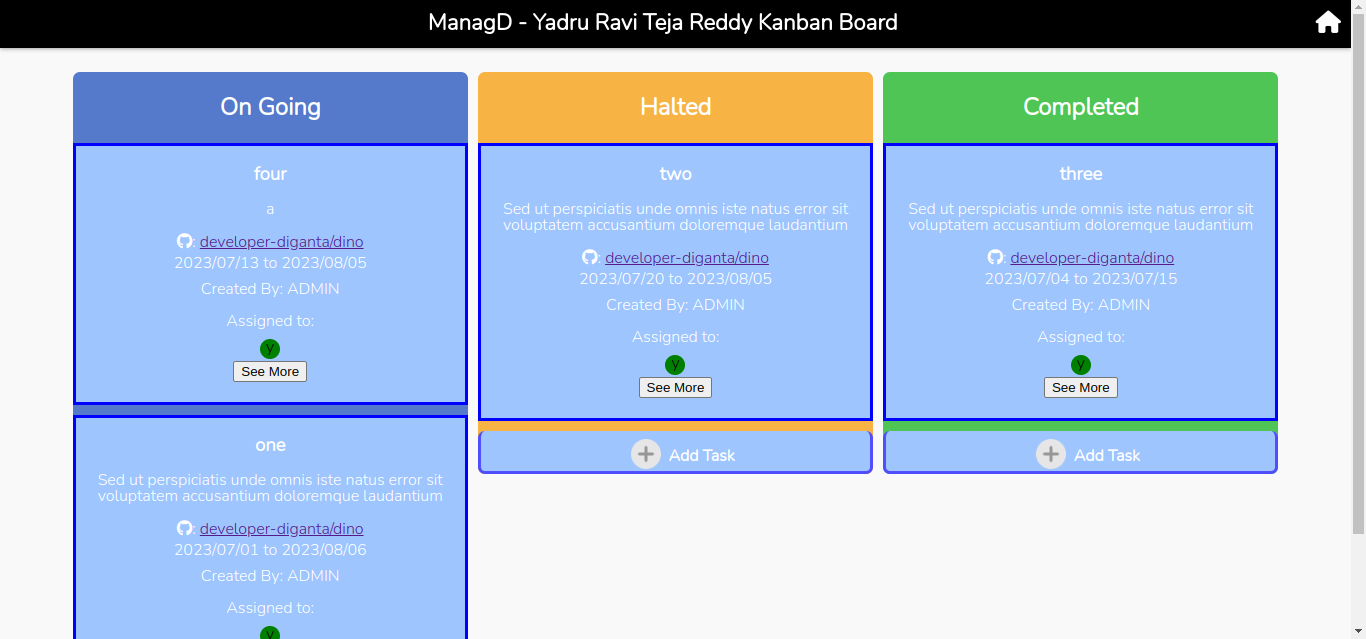 ManagD - Yadru Ravi Teja Reddy Kanban Board
On Going
four
a
: developer-diganta/dino
2023/07/13 to 2023/08/05
Created By: ADMIN
Assigned to:
y
See More
one
Sed ut perspiciatis unde omnis iste natus error sit
voluptatem accusantium doloremque laudantium
: developer-diganta/dino
2023/07/01 to 2023/08/06
Created By: ADMIN
Assigned to:
y
Halted
two
Sed ut perspiciatis unde omnis iste natus error sit
voluptatem accusantium doloremque laudantium
: developer-diganta/dino
2023/07/20 to 2023/08/05
Created By: ADMIN
Assigned to:
y
See More
Add Task
Completed
three
Sed ut perspiciatis unde omnis iste natus error sit
voluptatem accusantium doloremque laudantium
: developer-diganta/dino
2023/07/04 to 2023/07/15
Created By: ADMIN
Assigned to:
y
See More
Add Task